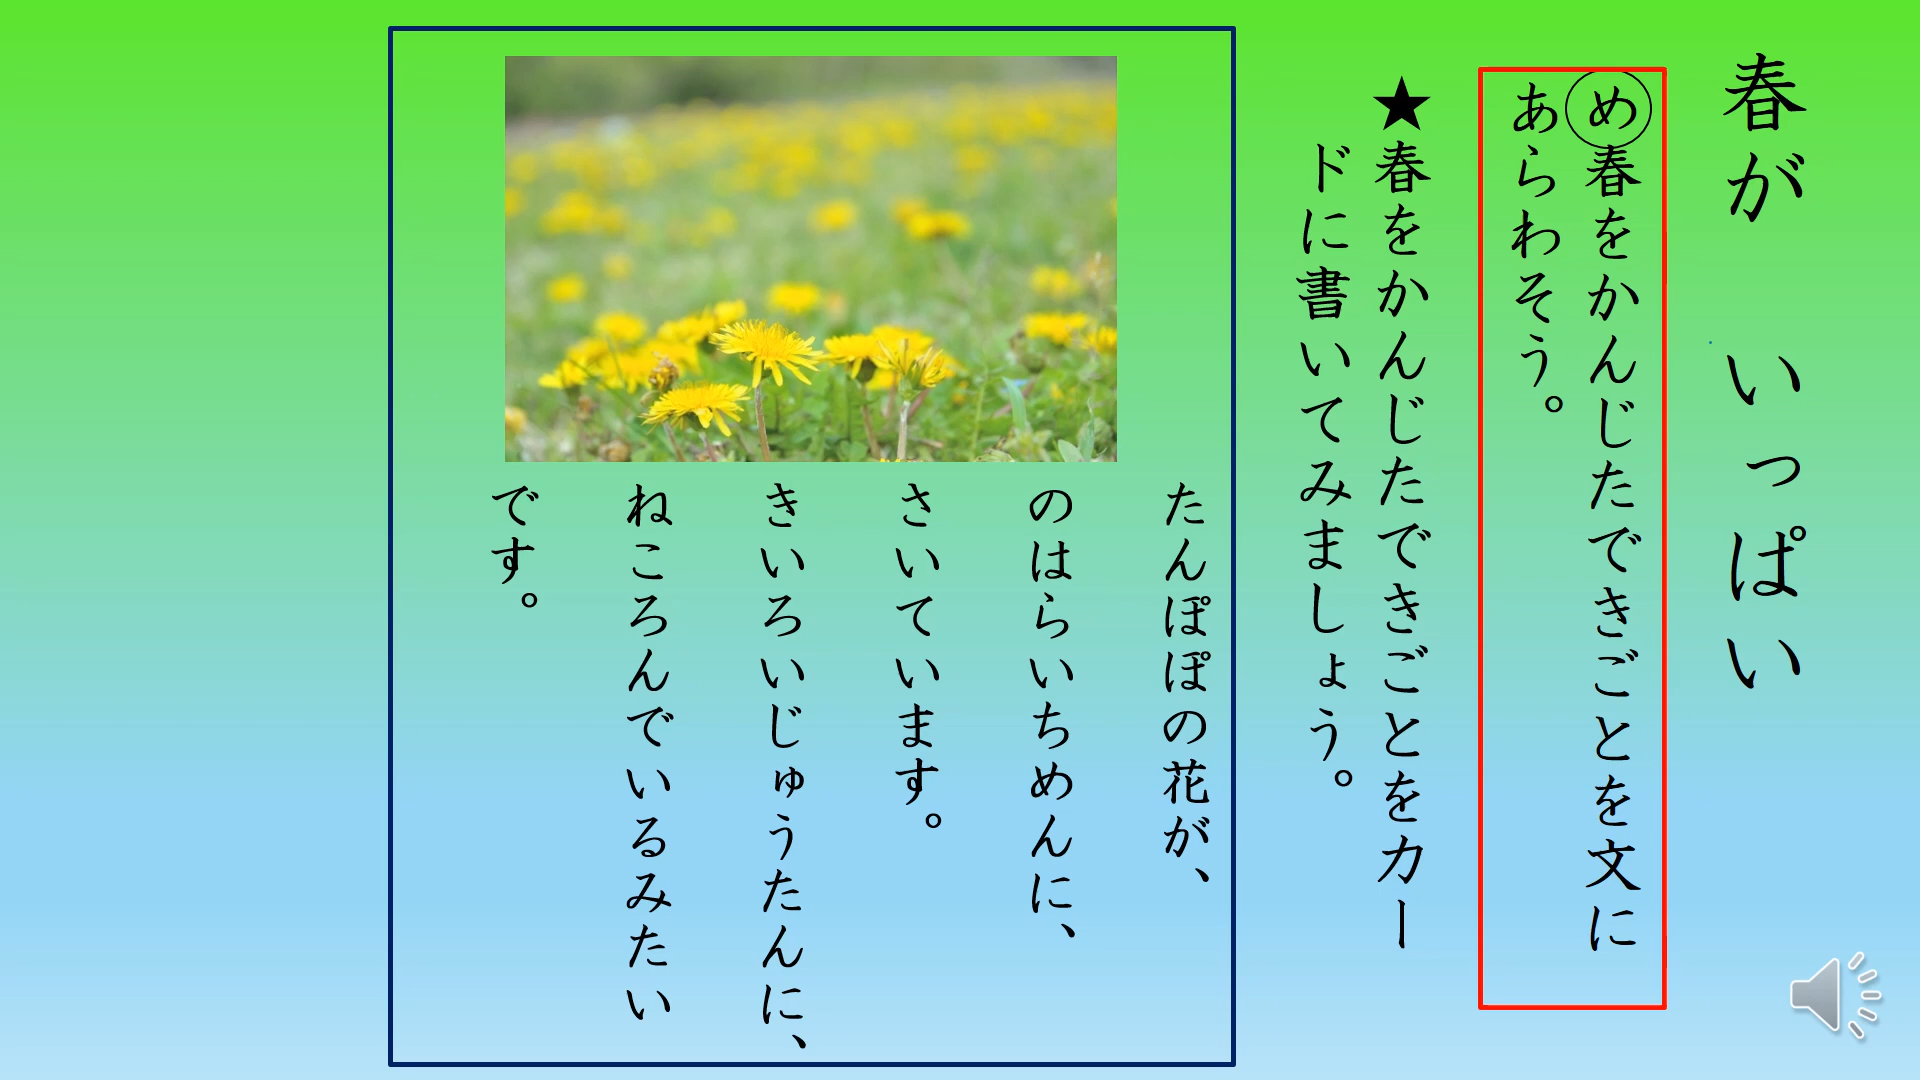 春が　いっぱい
め春をかんじたできごとを文に
あらわそう。
★春をかんじたできごとをカー
ドに書いてみましょう。
たんぽぽの花が、
のはらいちめんに、
さいています。
きいろいじゅうたんに、
ねころんでいるみたい
です。